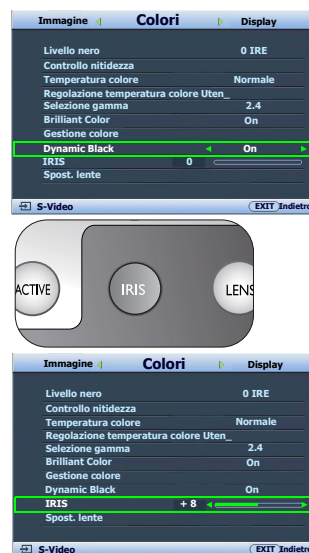 Immagine Colori Display
Livello nero 0 IRE
Controllo nitidezza
Temperatura colore Normale
Regolazione temperatura colore Uten_
Selezione gamma 2.4
Brilliant Color On
Gestione colore
Dynamic Black On
IRIS 0
Spost. lente
S-Video EXIT Indietro
ACTIVE IRIS LENS
Immagine Colori Display
Livello nero 0 IRE
Controllo nitidezza
Temperatura colore Normale
Regolazione temperatura colore Uten_
Selezione gamma 2.4
Brilliant Color On
Gestione colore
Dynamic Black On
IRIS + 8
Spost. lente
S-Video EXIT Indietro